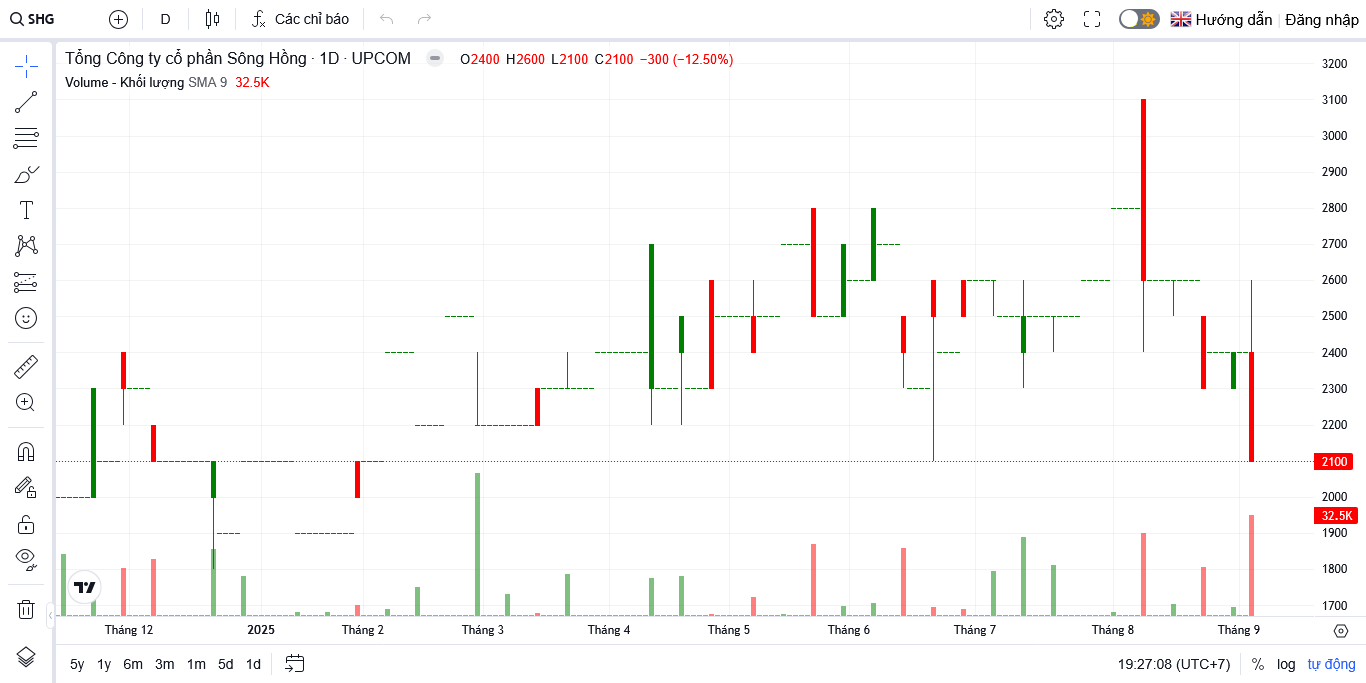 SHG D Các chỉ báo Hướng dẫn Đăng nhập
Tổng Công ty cổ phần Sông Hồng · 1D · UPCOM O2400 H2600 L2100 C2100 −300 (−12.50%)
Volume - Khối lượng SMA 9 32.5K
3200
3100
3000
2900
2800
2700
2600
2500
2400
2300
2200
2100
2000
32.5K
1900
1800
1700
Tháng 12 2025 Tháng 2 Tháng 3 Tháng 4 Tháng 5 Tháng 6 Tháng 7 Tháng 8 Tháng 9
5y 1y 6m 3m 1m 5d 1d 19:27:08 (UTC+7) % log tự động